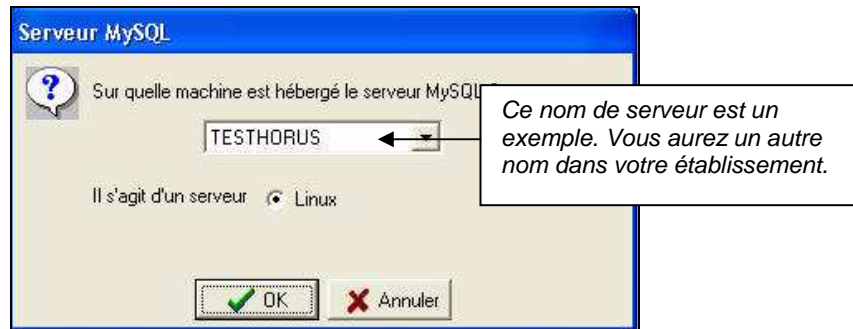 Serveur MySQL
Sur quelle machine est hébergé le serveur MySQL
Ce nom de serveur est un
exemple. Vous aurez un autre
nom dans votre établissement.
TESTHORUS
Il s'agit d'un serveur Linux
OK Annuler